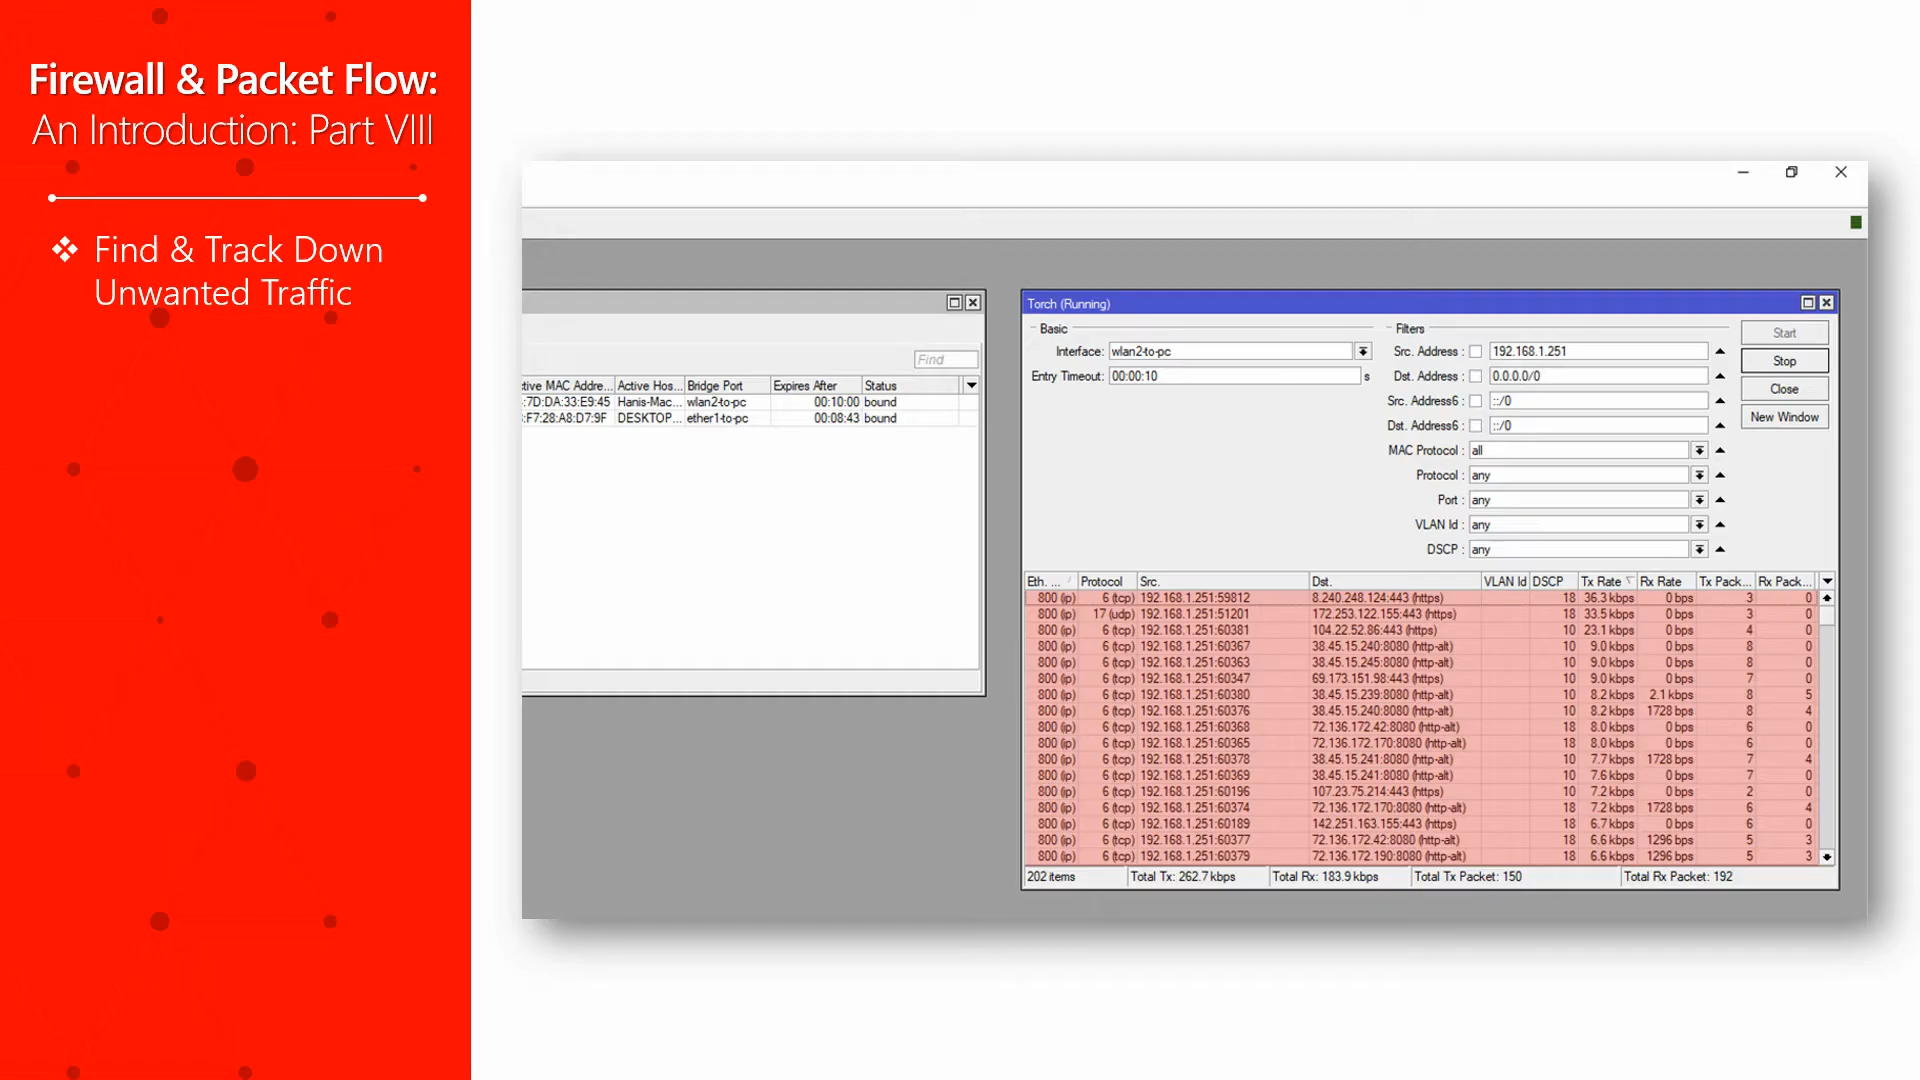 Firewall & Packet Flow:
An Introduction: Part VIII
Find & Track Down
Unwanted Traffic
Find
tive MAC Addre... Active Hos... Bridge Port Expires After Status
:7D:DA:33:E9:45 Hanis-Mac... wlan2-to-pc 00:10:00 bound
:F7:28:A8:D7:9F DESKTOP... ether1-to-pc 00:08:43 bound
Torch (Running)
Basic
Interface: wlan2-to-pc
Entry Timeout: 00:00:10 s
Filters
Src. Address : 192.168.1.251
Dst. Address : 0.0.0.0/0
Src. Address6 : ::/0
Dst. Address6 : ::/0
MAC Protocol : all
Protocol : any
Port : any
VLAN Id : any
DSCP : any
Start
Stop
Close
New Window
Eth. ... Protocol Src. Dst. VLAN Id DSCP Tx Rate Rx Rate Tx Pack... Rx Pack...
800 (ip) 6 (tcp) 192.168.1.251:59812 8.240.248.124:443 (https) 18 36.3 kbps 0 bps 3 0
800 (ip) 17 (udp) 192.168.1.251:51201 172.253.122.155:443 (https) 18 33.5 kbps 0 bps 3 0
800 (ip) 6 (tcp) 192.168.1.251:60381 104.22.52.86:443 (https) 10 23.1 kbps 0 bps 4 0
800 (ip) 6 (tcp) 192.168.1.251:60367 38.45.15.240:8080 (http-alt) 10 9.0 kbps 0 bps 8 0
800 (ip) 6 (tcp) 192.168.1.251:60363 38.45.15.245:8080 (http-alt) 10 9.0 kbps 0 bps 8 0
800 (ip) 6 (tcp) 192.168.1.251:60347 69.173.151.98:443 (https) 10 9.0 kbps 0 bps 7 0
800 (ip) 6 (tcp) 192.168.1.251:60380 38.45.15.239:8080 (http-alt) 10 8.2 kbps 2.1 kbps 8 5
800 (ip) 6 (tcp) 192.168.1.251:60376 38.45.15.240:8080 (http-alt) 10 8.2 kbps 1728 bps 8 4
800 (ip) 6 (tcp) 192.168.1.251:60368 72.136.172.42:8080 (http-alt) 18 8.0 kbps 0 bps 6 0
800 (ip) 6 (tcp) 192.168.1.251:60365 72.136.172.170:8080 (http-alt) 18 8.0 kbps 0 bps 6 0
800 (ip) 6 (tcp) 192.168.1.251:60378 38.45.15.241:8080 (http-alt) 10 7.7 kbps 1728 bps 7 4
800 (ip) 6 (tcp) 192.168.1.251:60369 38.45.15.241:8080 (http-alt) 10 7.6 kbps 0 bps 7 0
800 (ip) 6 (tcp) 192.168.1.251:60196 107.23.75.214:443 (https) 10 7.2 kbps 0 bps 2 0
800 (ip) 6 (tcp) 192.168.1.251:60374 72.136.172.170:8080 (http-alt) 18 7.2 kbps 1728 bps 6 4
800 (ip) 6 (tcp) 192.168.1.251:60189 142.251.163.155:443 (https) 18 6.7 kbps 0 bps 6 0
800 (ip) 6 (tcp) 192.168.1.251:60377 72.136.172.42:8080 (http-alt) 18 6.6 kbps 1296 bps 5 3
800 (ip) 6 (tcp) 192.168.1.251:60379 72.136.172.190:8080 (http-alt) 18 6.6 kbps 1296 bps 5 3
202 items Total Tx: 262.7 kbps Total Rx: 183.9 kbps Total Tx Packet: 150 Total Rx Packet: 192